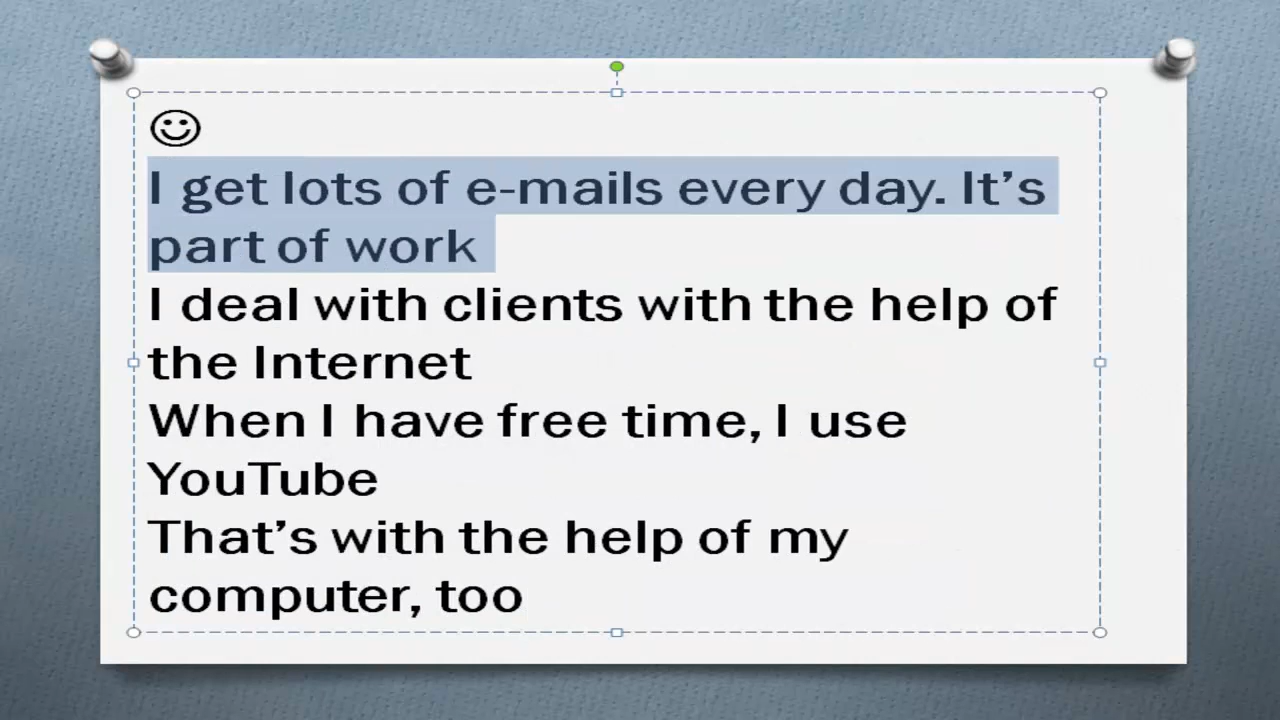 ☺
I get lots of e-mails every day. It’s
part of work
I deal with clients with the help of
the Internet
When I have free time, I use
YouTube
That’s with the help of my
computer, too